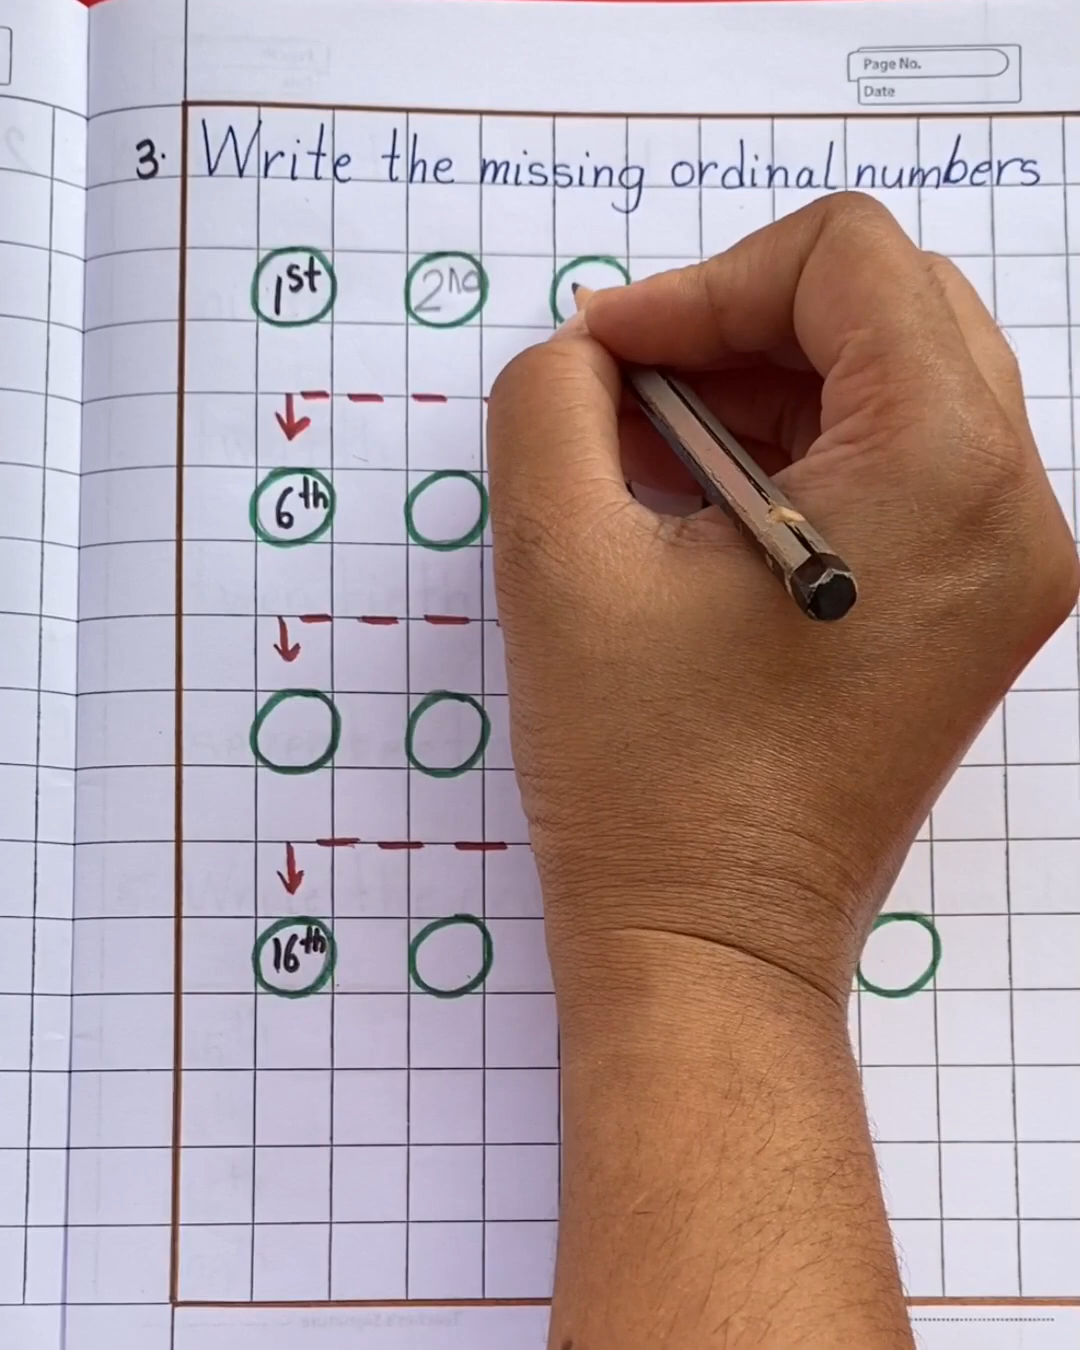 Page No.
Date
3. Write the missing ordinal numbers
1st 2nd
6th
16th